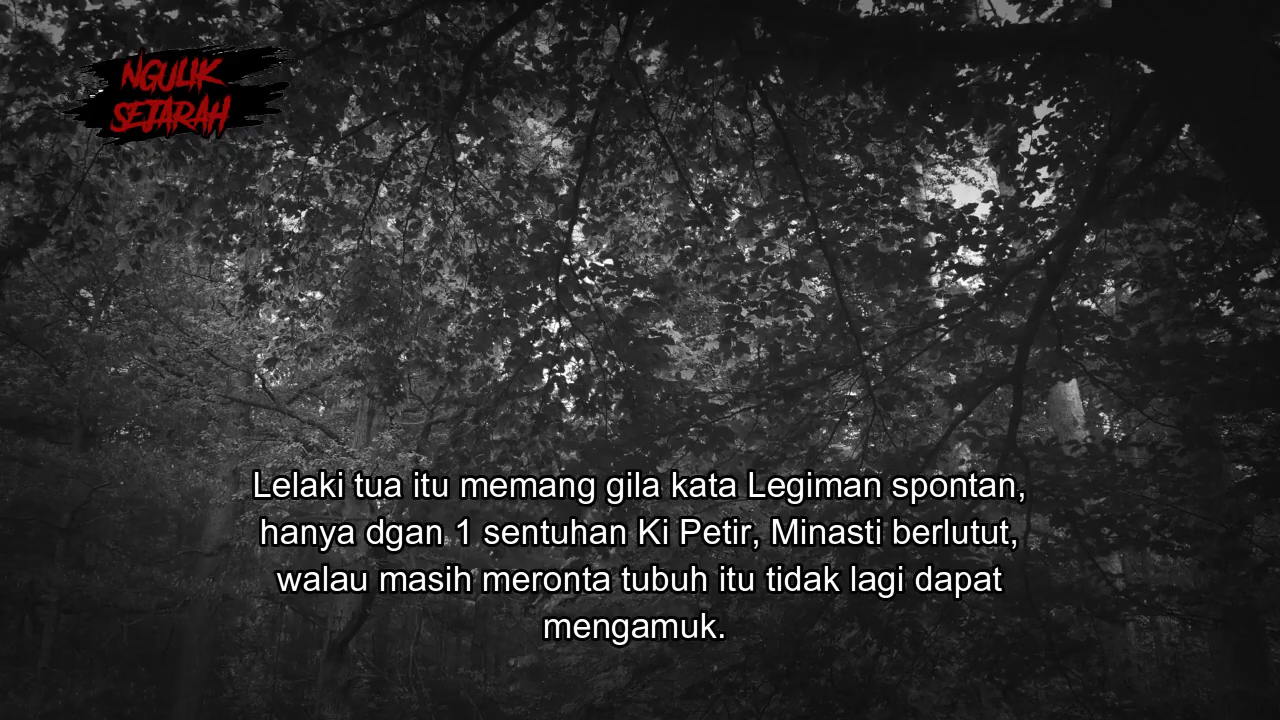 NGULIK
SEJARAH
Lelaki tua itu memang gila kata Legiman spontan,
hanya dgan 1 sentuhan Ki Petir, Minasti berlutut,
walau masih meronta tubuh itu tidak lagi dapat
mengamuk.